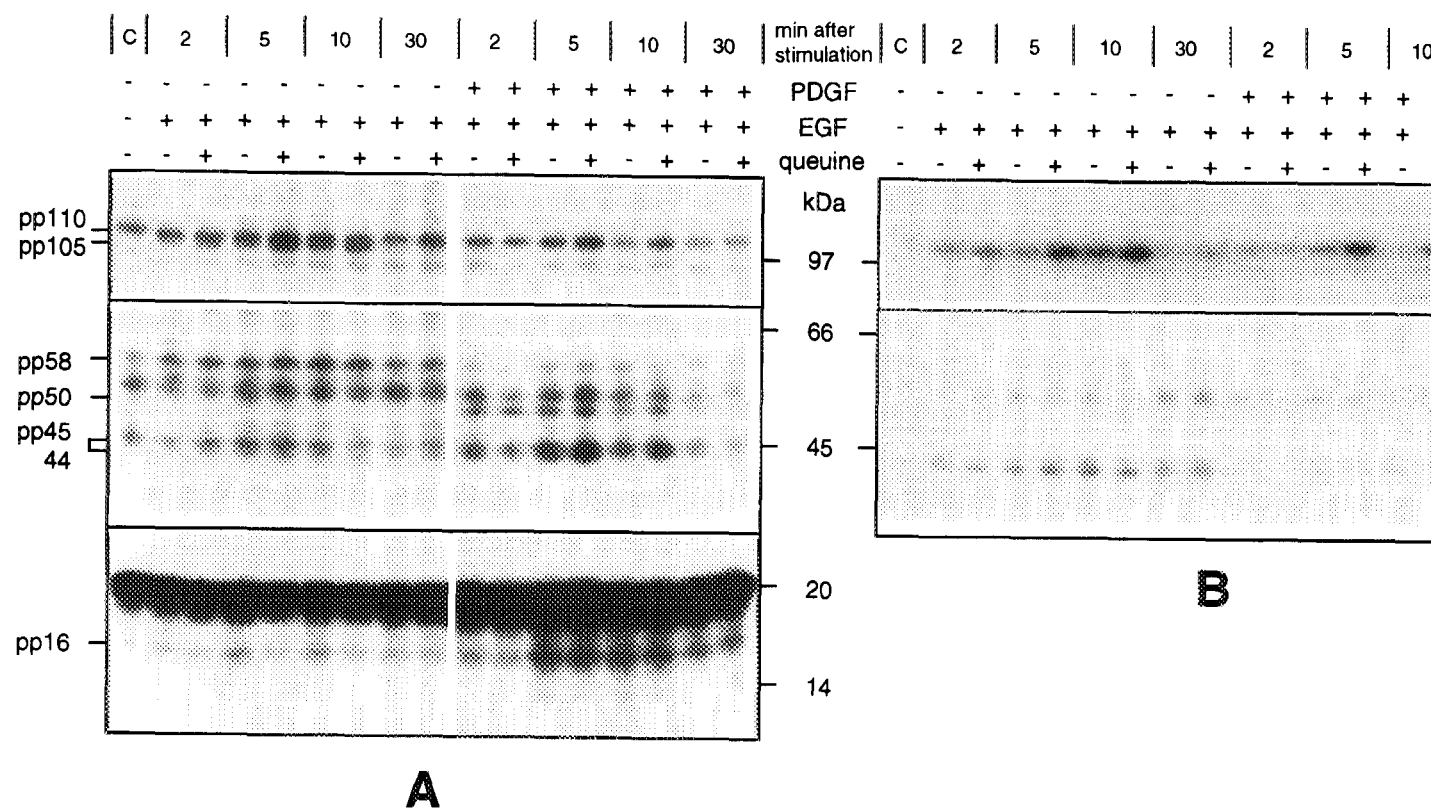 C 2 5 10 30 2 5 10 30 min after stimulation C 2 5 10 30 2 5 10
- - - - - - - - - + + + + + + + + PDGF - - - - - - - - - + + + + +
- + + + + + + + + + + + + + + + + EGF - + + + + + + + + + + + + +
- - + - + - + - + - + - + - + - + queuine - - + - + - + - + - + - + -
kDa
pp110
pp105
97
66
pp58
pp50
pp45
44
45
20
pp16
14
A
B